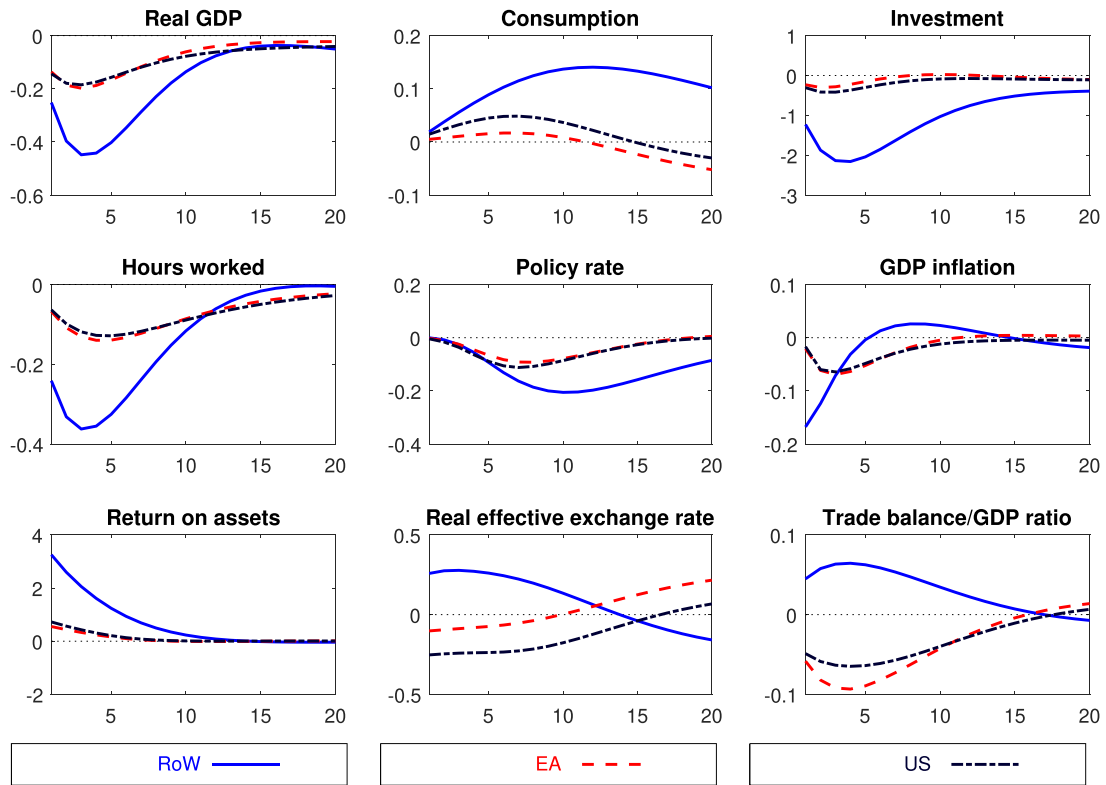 Real GDP Consumption Investment
0 0.2 1
-0.2 0.1 0
-0.4 0 -1
-2
-0.6 -0.1 -3
5 10 15 20 5 10 15 20 5 10 15 20
Hours worked Policy rate GDP inflation
0 0.2 0.1
0 0
-0.2 -0.2 -0.1
-0.4 -0.4 -0.2
5 10 15 20 5 10 15 20 5 10 15 20
Return on assets Real effective exchange rate Trade balance/GDP ratio
4 0.5 0.1
2 0 0
0
-2 -0.5 -0.1
5 10 15 20 5 10 15 20 5 10 15 20
RoW EA US